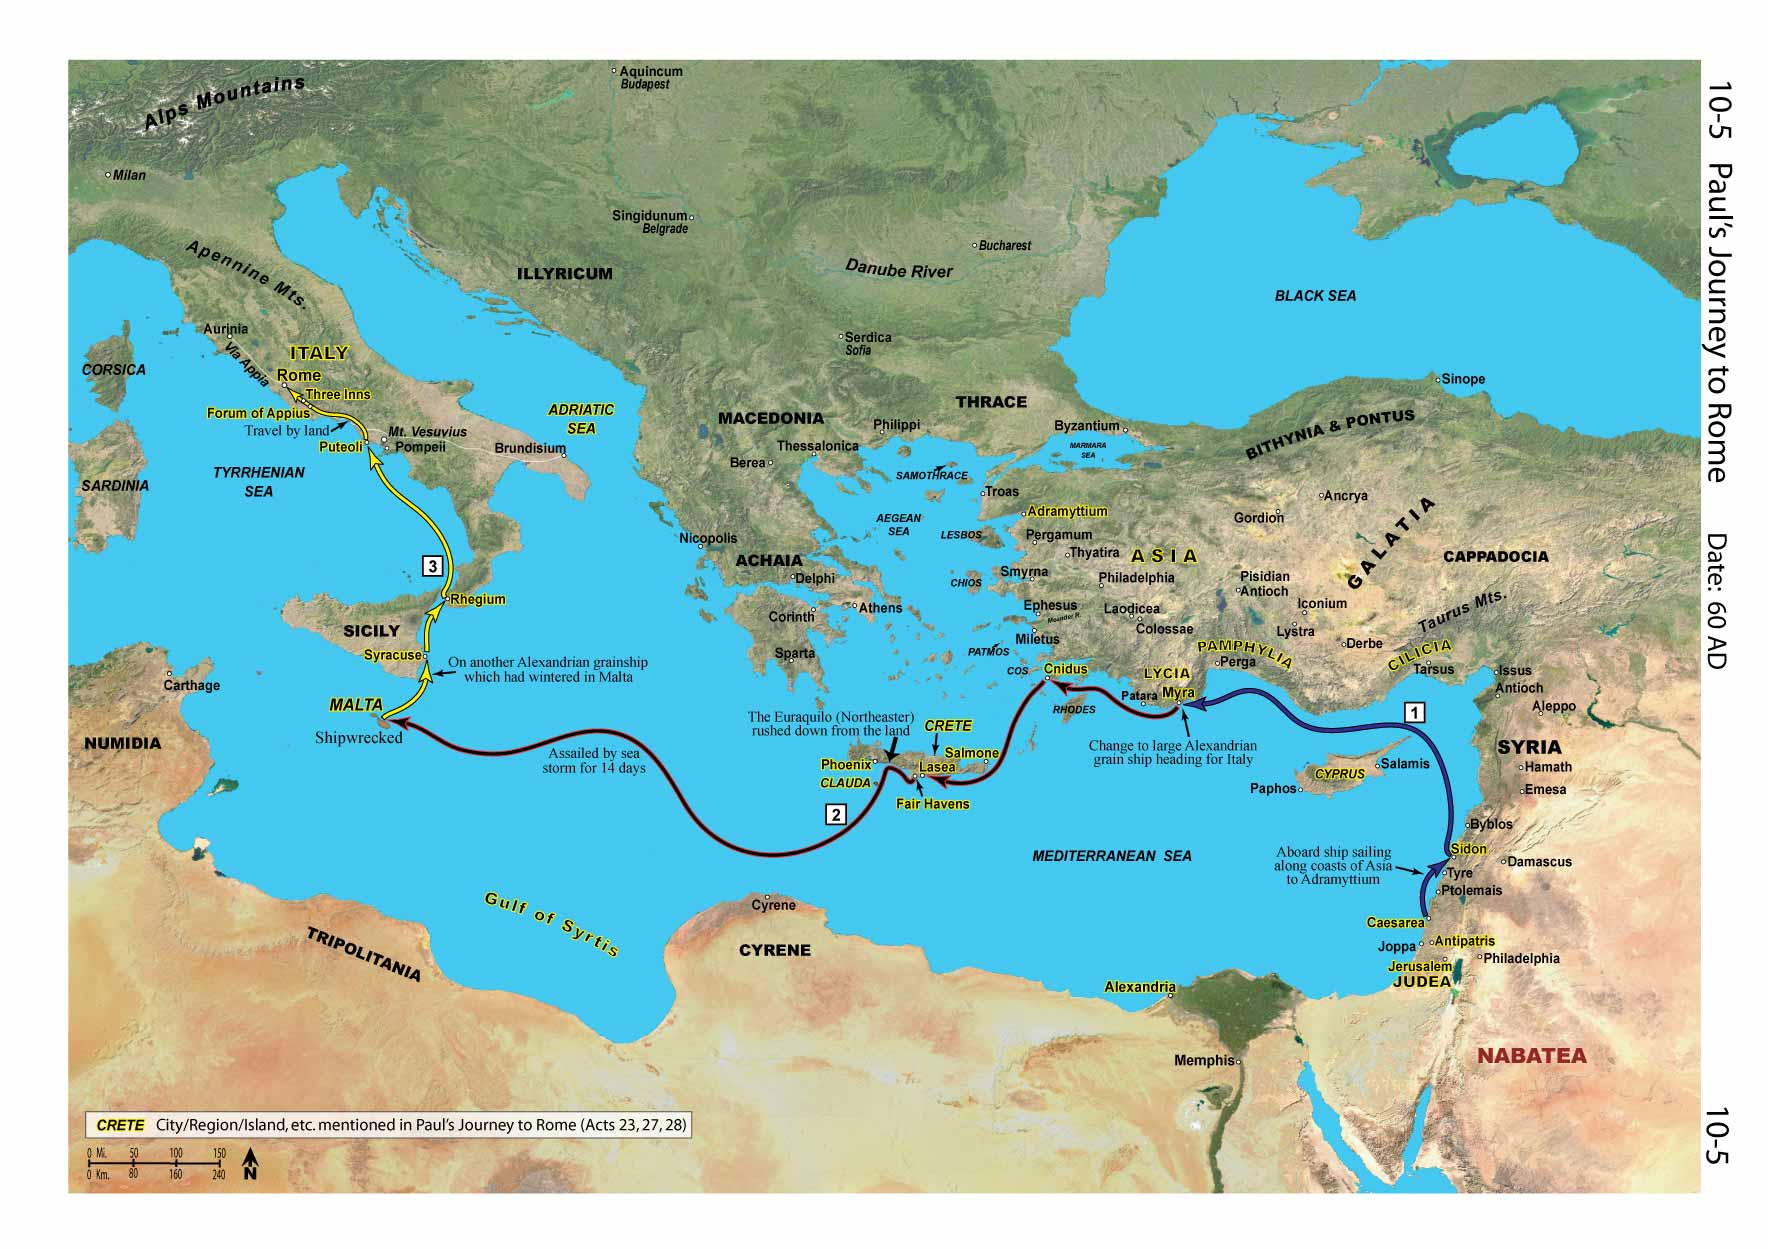 10-5 Paul's Journey to Rome Date: 60 AD
10-5
Alps Mountains
Aquincum
Budapest
Milan
Singidunum
Belgrade
Bucharest
Apennine Mts.
ILLYRICUM
Danube River
BLACK SEA
Aurinia
Via Appia
Serdica
Sofia
CORSICA
ITALY
Rome
Three Inns
Forum of Appius
Travel by land
Puteoli
Mt. Vesuvius
Pompeii
Brundisium
ADRIATIC
SEA
MACEDONIA
THRACE
Philippi
Byzantium
Sinope
BITHYNIA & PONTUS
Thessalonica
Berea
MARMARA
SEA
SAMOTHRACE
TYRRHENIAN
SEA
SARDINIA
Troas
Ancrya
Adramyttium
Gordion
GALATIA
AEGEAN
SEA
LESBOS
Pergamum
Nicopolis
Thyatira
ASIA
CAPPADOCIA
ACHAIA
Delphi
CHIOS
Smyrna
Philadelphia
Pisidian
Antioch
3
Rhegium
Corinth
Athens
Ephesus
Meander R.
Laodicea
Colossae
Iconium
Lystra
Taurus Mts.
SICILY
Miletus
Derbe
Syracuse
Sparta
PATMOS
PAMPHYLIA
Perga
CILICIA
Tarsus
On another Alexandrian grainship
which had wintered in Malta
COS
Cnidus
LYCIA
Issus
Antioch
Carthage
Patara
Myra
Aleppo
MALTA
RHODES
1
Shipwrecked
The Euraquilo (Northeaster)
rushed down from the land
CRETE
NUMIDIA
Assailed by sea
storm for 14 days
Salmone
Change to large Alexandrian
grain ship heading for Italy
SYRIA
Phoenix
Lasea
CYPRUS
Salamis
Hamath
CLAUDA
Paphos
Emesa
Fair Havens
2
Byblos
MEDITERRANEAN SEA
Aboard ship sailing
along coasts of Asia
to Adramyttium
Sidon
Damascus
Tyre
Ptolemais
Gulf of Syrtis
Cyrene
Caesarea
TRIPOLITANIA
CYRENE
Joppa
Antipatris
Philadelphia
Jerusalem
JUDEA
Alexandria
Memphis
NABATEA
CRETE City/Region/Island, etc. mentioned in Paul's Journey to Rome (Acts 23, 27, 28)
0 Mi. 50 100 150
0 Km. 80 160 240
N